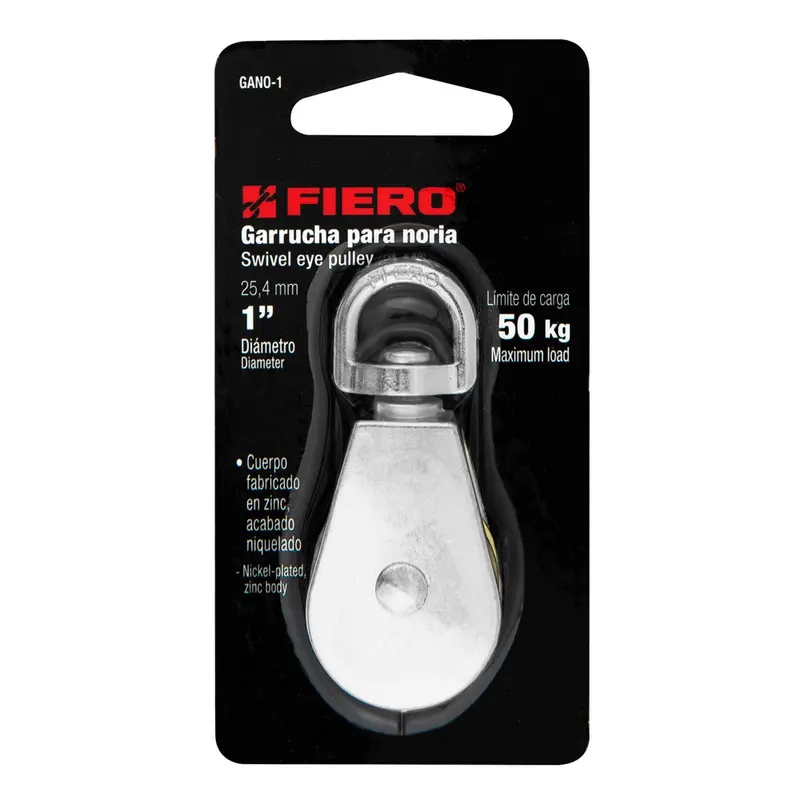 GANO-1
FIERO®
Garrucha para noria
Swivel eye pulley
25,4 mm
1”
Diámetro
Diameter
FIERO
Límite de carga
50 kg
Maximum load
• Cuerpo
fabricado
en zinc,
acabado
niquelado
- Nickel-plated,
zinc body